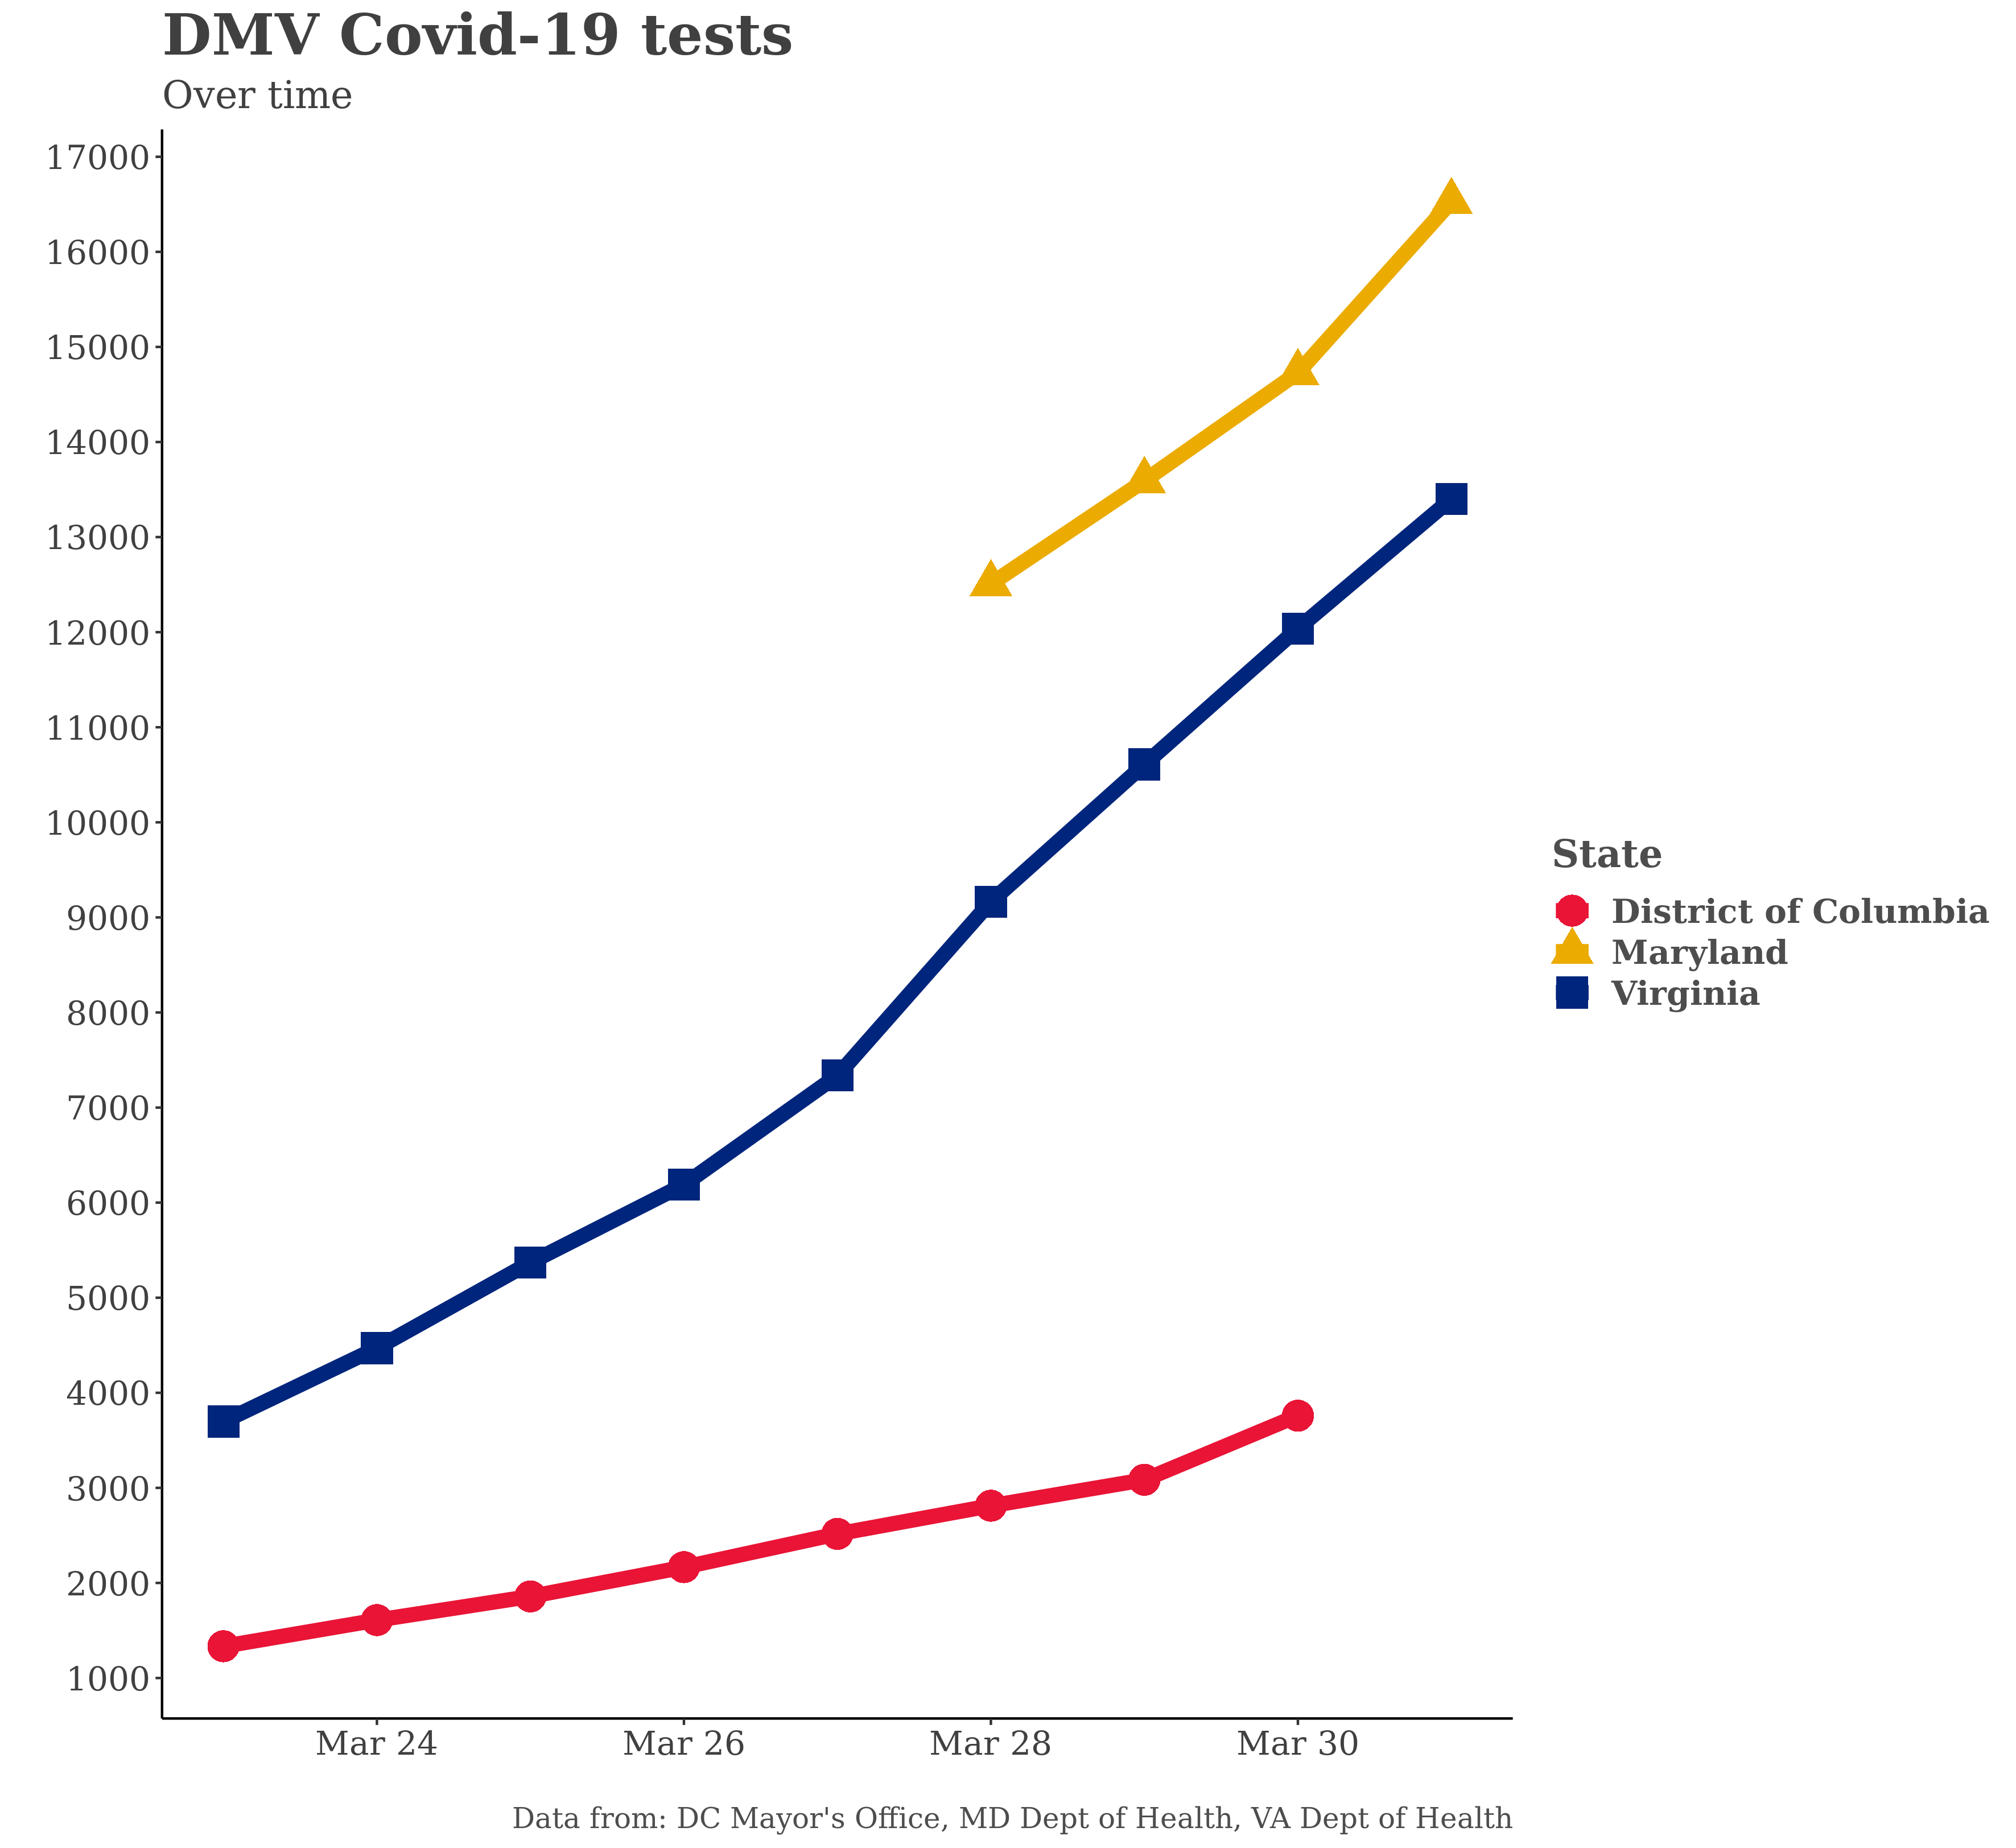 DMV Covid-19 tests
Over time
17000
16000
15000
14000
13000
12000
11000
10000
9000
8000
7000
6000
5000
4000
3000
2000
1000
Mar 24
Mar 26
Mar 28
Mar 30
State
District of Columbia
Maryland
Virginia
Data from: DC Mayor's Office, MD Dept of Health, VA Dept of Health